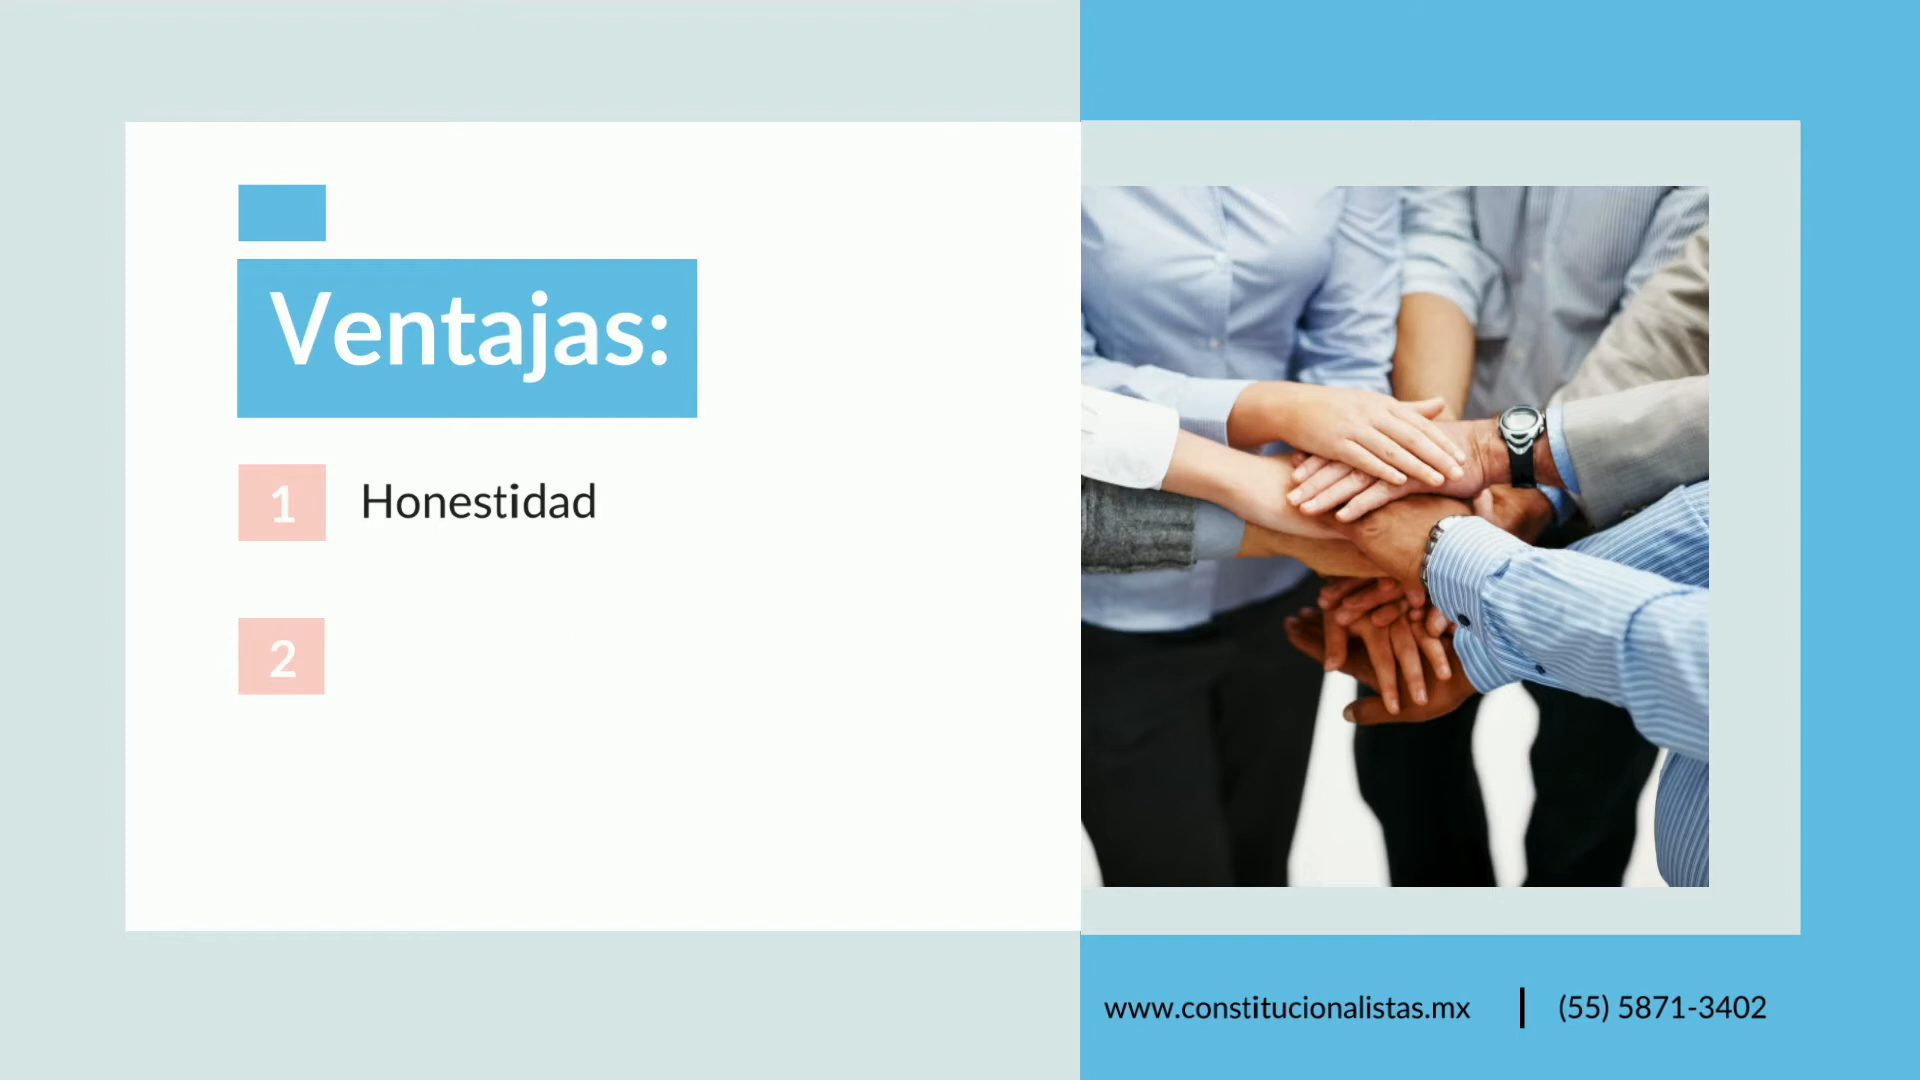 Ventajas:
1 Honestidad
2
www.constitucionalistas.mx | (55) 5871-3402